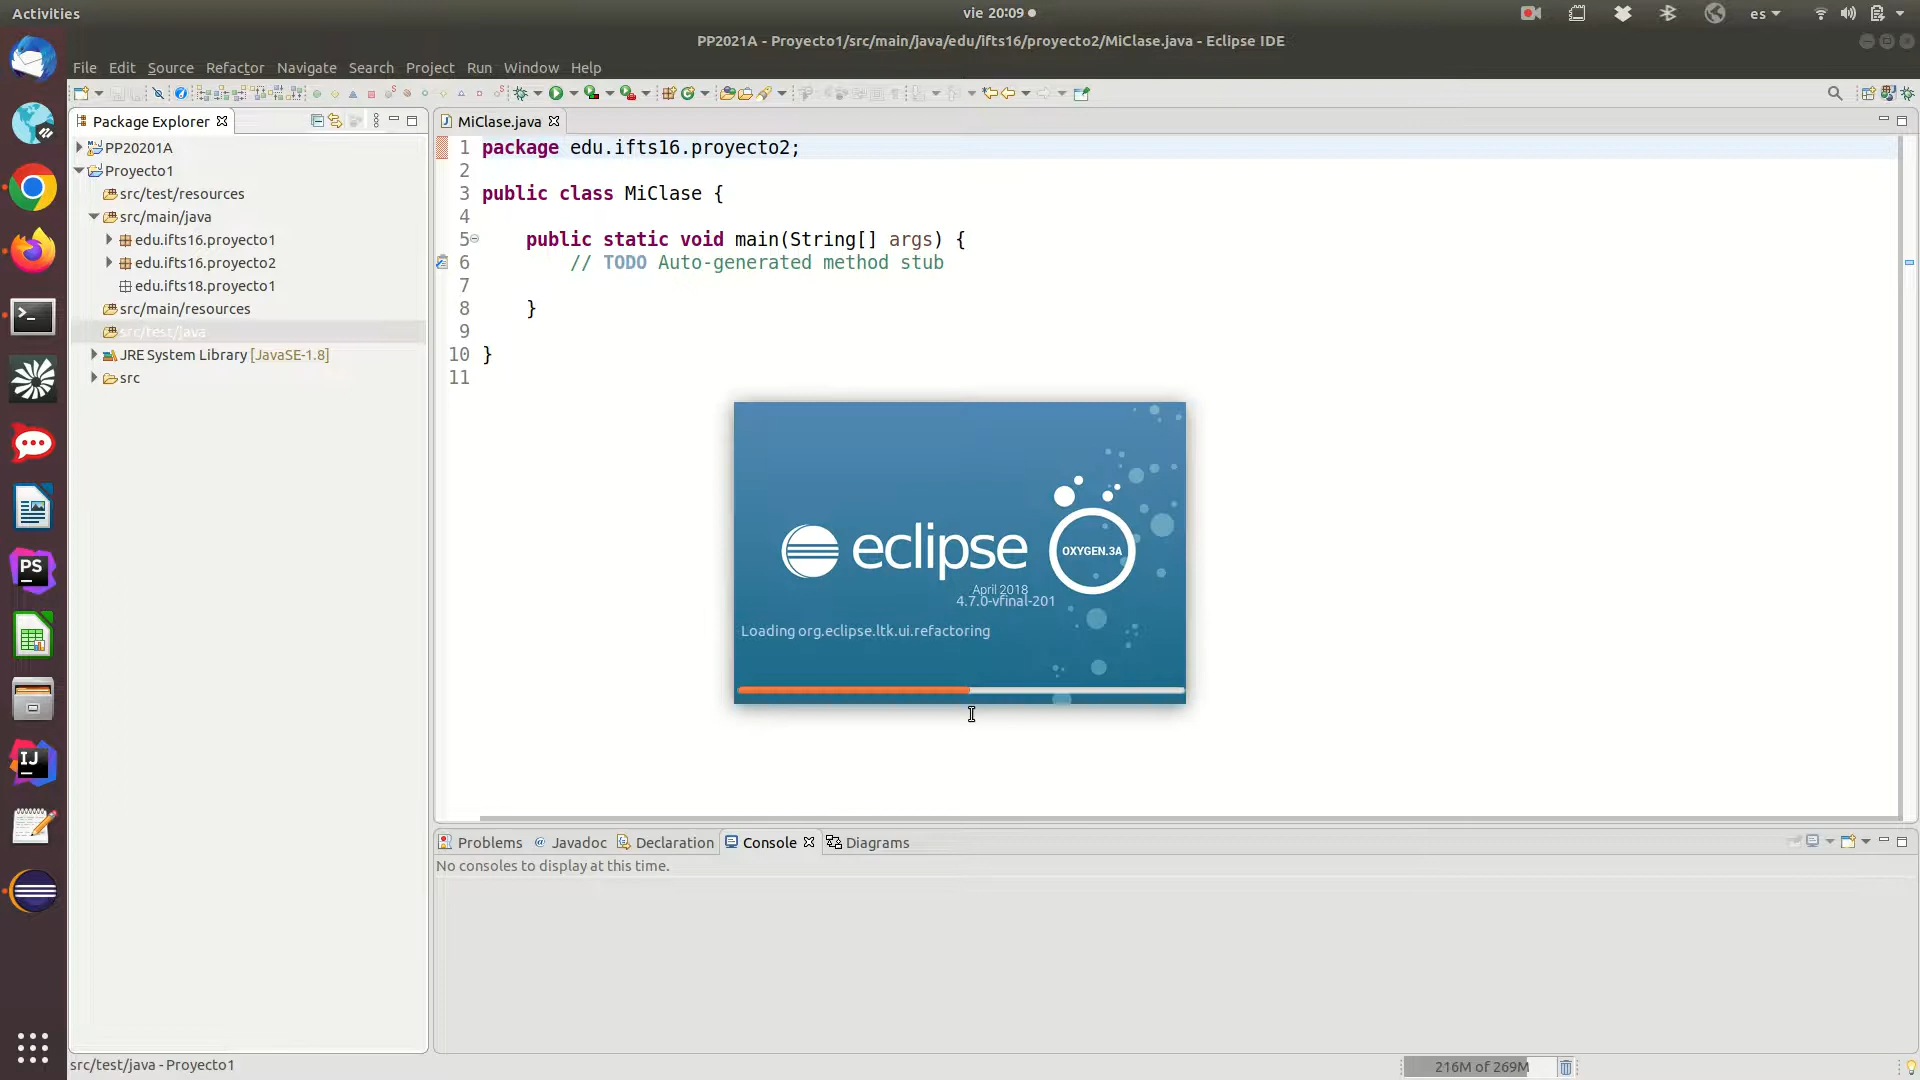 Activities
vie 20:09
es
PP2021A - Proyecto1/src/main/java/edu/ifts16/proyecto2/MiClase.java - Eclipse IDE
File Edit Source Refactor Navigate Search Project Run Window Help
Package Explorer
PP20201A
Proyecto1
src/test/resources
src/main/java
edu.ifts16.proyecto1
edu.ifts16.proyecto2
edu.ifts18.proyecto1
src/main/resources
src/test/java
JRE System Library [JavaSE-1.8]
src
MiClase.java
1 package edu.ifts16.proyecto2;
2
3 public class MiClase {
4
5 public static void main(String[] args) {
6 // TODO Auto-generated method stub
7
8 }
9
10 }
11
eclipse
OXYGEN.3A
April 2018
4.7.0-vfinal-201
Loading org.eclipse.ltk.ui.refactoring
PS
IJ
Problems @ Javadoc Declaration Console Diagrams
No consoles to display at this time.
src/test/java - Proyecto1
216M of 269M